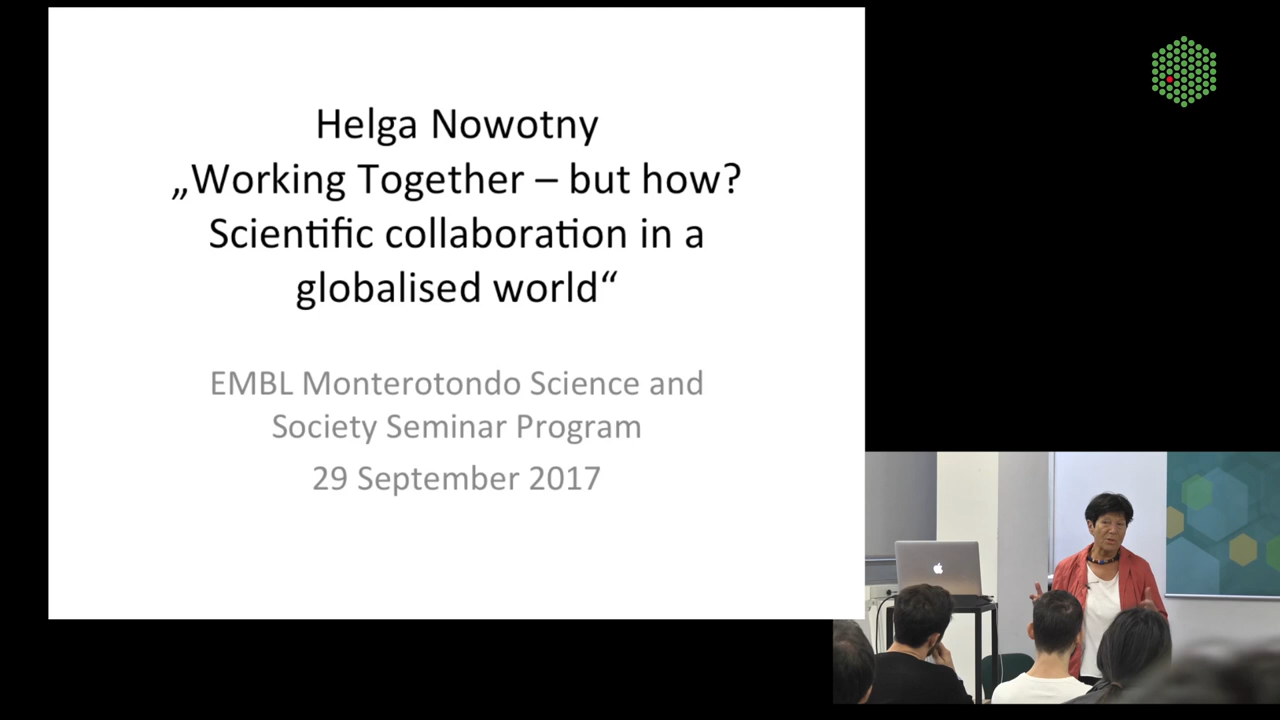 Helga Nowotny
„Working Together – but how?
Scientific collaboration in a
globalised world“
EMBL Monterotondo Science and
Society Seminar Program
29 September 2017